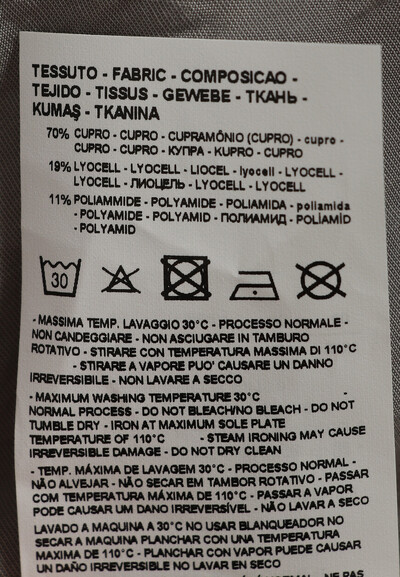 TESSUTO - FABRIC - COMPOSICAO -
TEJIDO - TISSUS - GEWEBE - ТКАНЬ -
KUMAŞ - TKANINA
70% CUPRO - CUPRO - CUPRAMÔNIO (CUPRO) - cupro -
CUPRO - CUPRO - КУПРА - KUPRO - CUPRO
19% LYOCELL - LYOCELL - LIOCEL - lyocell - LYOCELL -
LYOCELL - ЛИОЦЕЛЬ - LYOCELL - LYOCELL
11% POLIAMMIDE - POLYAMIDE - POLIAMIDA - poliamida
- POLYAMIDE - POLYAMID - ПОЛИАМИД - POLİAMİD
- POLYAMID
30
- MASSIMA TEMP. LAVAGGIO 30°C - PROCESSO NORMALE -
NON CANDEGGIARE - NON ASCIUGARE IN TAMBURO
ROTATIVO - STIRARE CON TEMPERATURA MASSIMA DI 110°C
- STIRARE A VAPORE PUO' CAUSARE UN DANNO
IRREVERSIBILE - NON LAVARE A SECCO
- MAXIMUM WASHING TEMPERATURE 30°C -
NORMAL PROCESS - DO NOT BLEACH/NO BLEACH - DO NOT
TUMBLE DRY - IRON AT MAXIMUM SOLE PLATE
TEMPERATURE OF 110°C - STEAM IRONING MAY CAUSE
IRREVERSIBLE DAMAGE - DO NOT DRY CLEAN
- TEMP. MÁXIMA DE LAVAGEM 30°C - PROCESSO NORMAL -
NÃO ALVEJAR - NÃO SECAR EM TAMBOR ROTATIVO - PASSAR
COM TEMPERATURA MÁXIMA DE 110°C - PASSAR A VAPOR
PODE CAUSAR UM DANO IRREVERSÍVEL - NÃO LAVAR A SECO
LAVADO A MAQUINA A 30°C NO USAR BLANQUEADOR NO
SECAR A MAQUINA PLANCHAR CON UNA TEMPERATURA
MAXIMA DE 110°C - PLANCHAR CON VAPOR PUEDE CAUSAR
UN DAÑO IRREVERSIBLE NO LAVAR EN SECO
- NE PAS